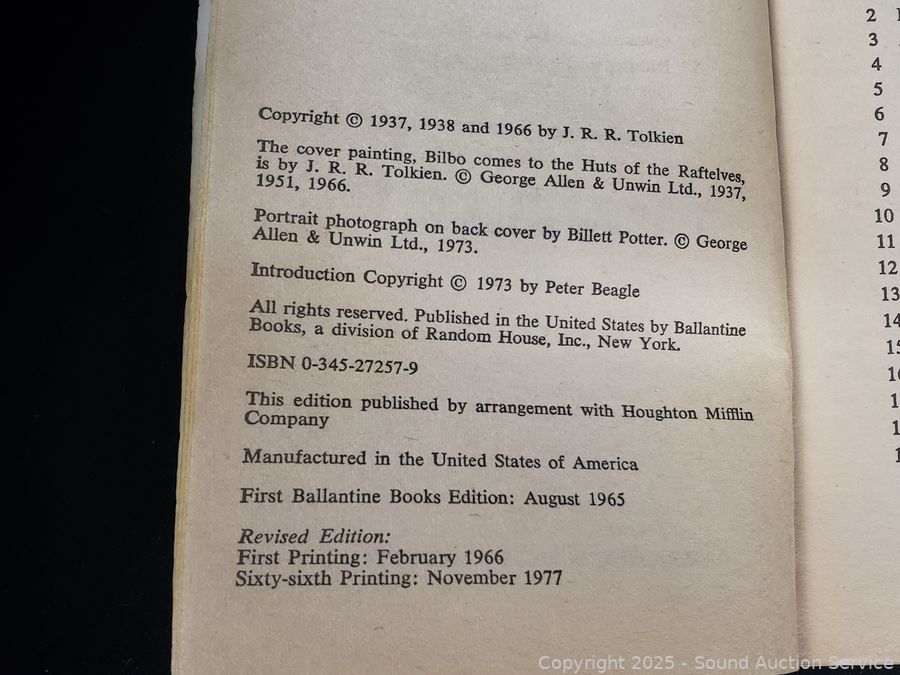 Copyright © 1937, 1938 and 1966 by J. R. R. Tolkien
The cover painting, Bilbo comes to the Huts of the Raftelves,
is by J. R. R. Tolkien. © George Allen & Unwin Ltd., 1937,
1951, 1966.
Portrait photograph on back cover by Billett Potter. © George
Allen & Unwin Ltd., 1973.
Introduction Copyright © 1973 by Peter Beagle
All rights reserved. Published in the United States by Ballantine
Books, a division of Random House, Inc., New York.
ISBN 0-345-27257-9
This edition published by arrangement with Houghton Mifflin
Company
Manufactured in the United States of America
First Ballantine Books Edition: August 1965
Revised Edition:
First Printing: February 1966
Sixty-sixth Printing: November 1977
2
3
4
5
6
7
8
9
10
11
12
13
14
Copyright 2025 - Sound Auction Service